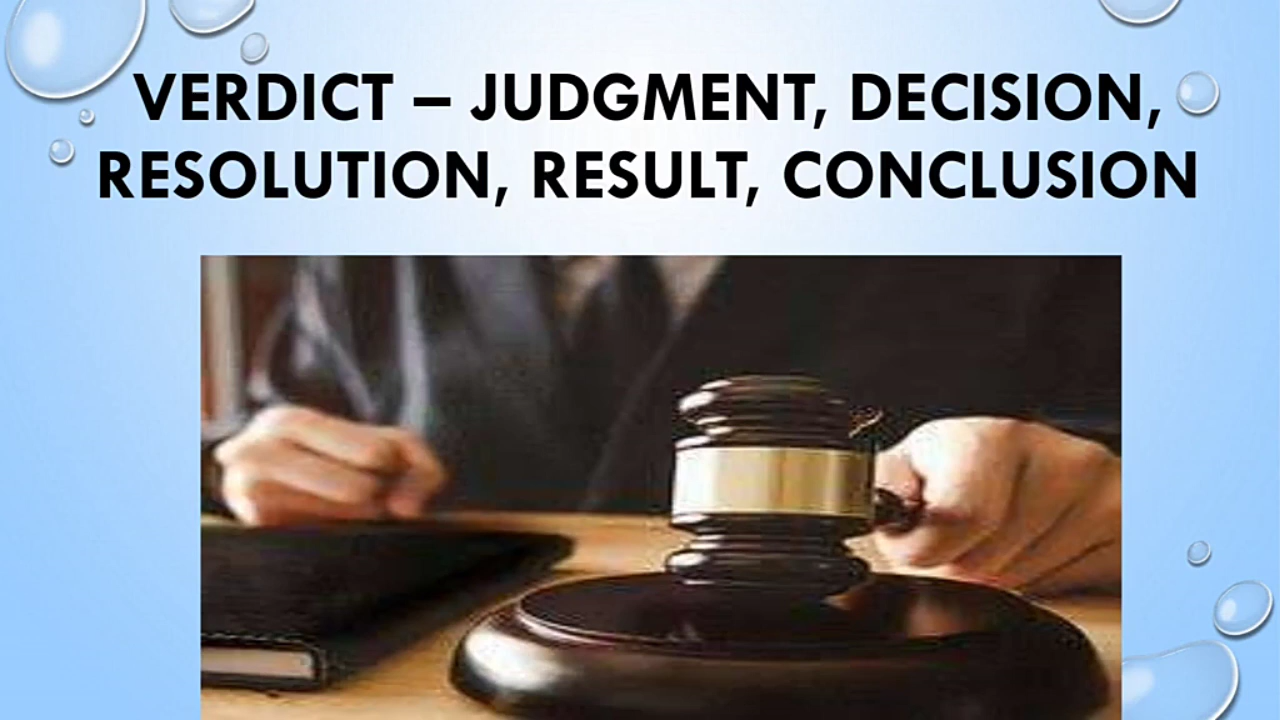 VERDICT – JUDGMENT, DECISION,
RESOLUTION, RESULT, CONCLUSION